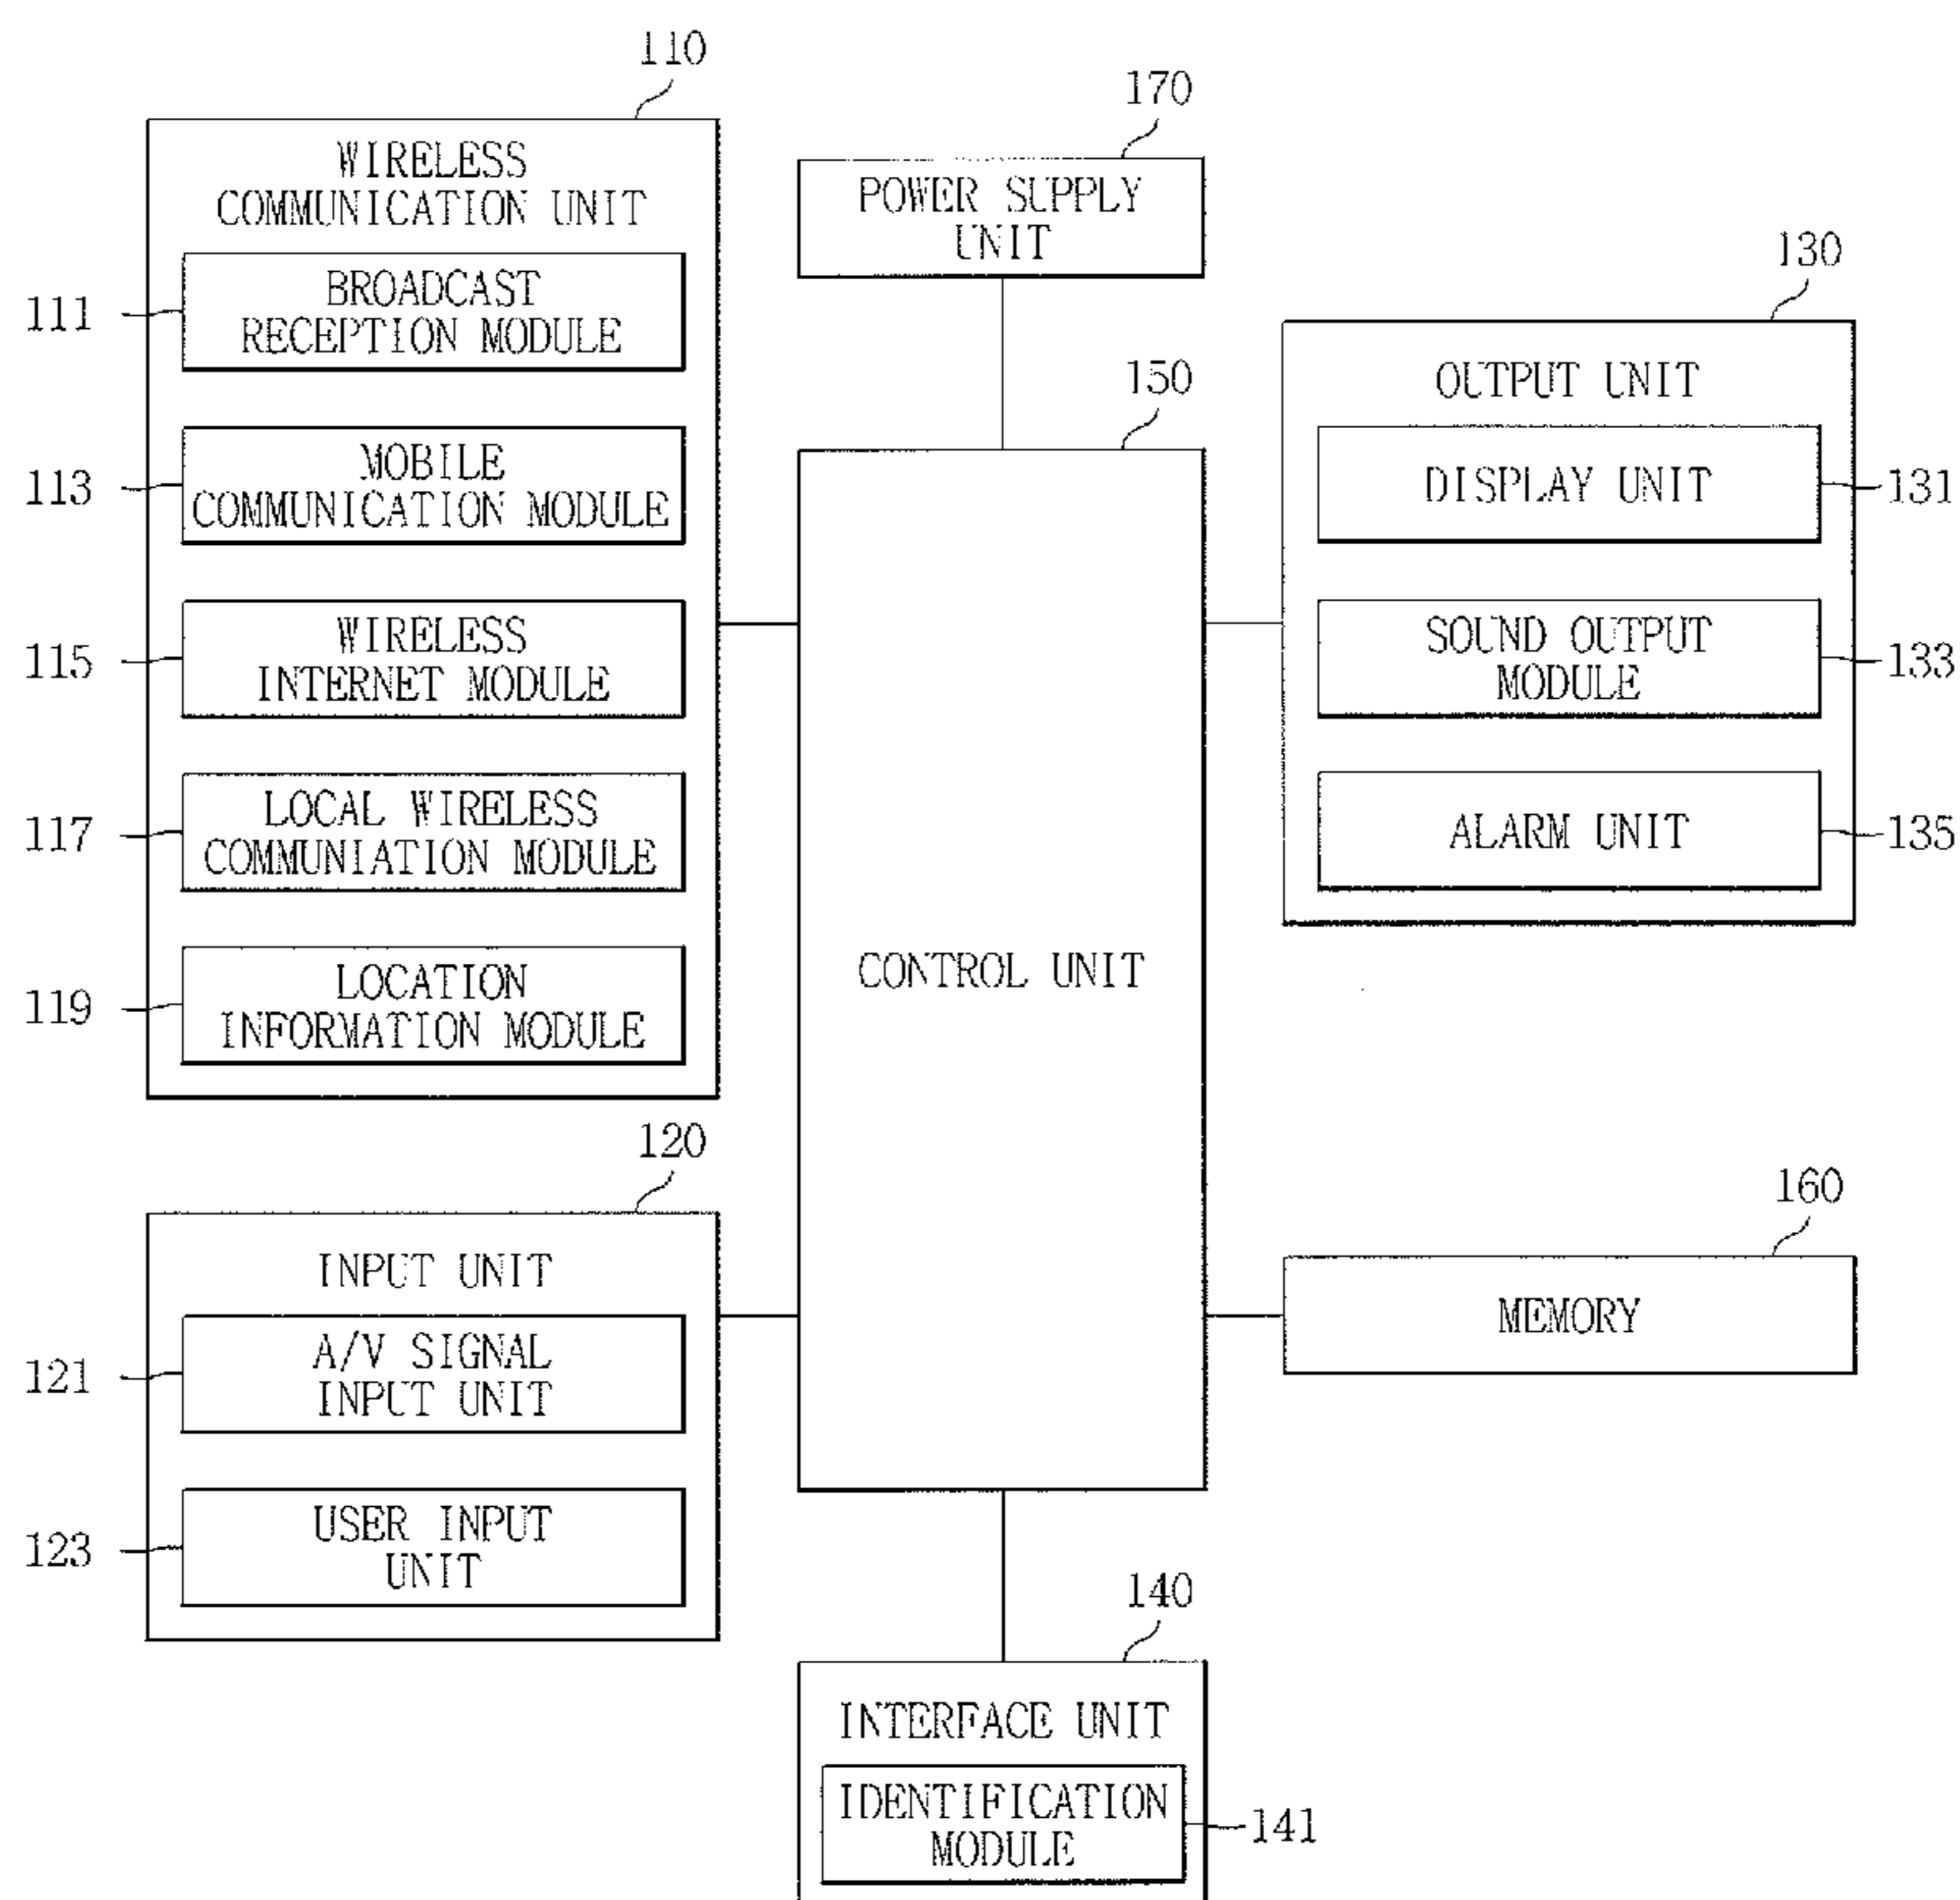 110
WIRELESS
COMMUNICATION UNIT
111
BROADCAST
RECEPTION MODULE
113
MOBILE
COMMUNICATION MODULE
115
WIRELESS
INTERNET MODULE
117
LOCAL WIRELESS
COMMUNIATION MODULE
119
LOCATION
INFORMATION MODULE
120
INPUT UNIT
121
A/V SIGNAL
INPUT UNIT
123
USER INPUT
UNIT
170
POWER SUPPLY
UNIT
150
CONTROL UNIT
140
INTERFACE UNIT
IDENTIFICATION
MODULE
141
130
OUTPUT UNIT
DISPLAY UNIT
131
SOUND OUTPUT
MODULE
133
ALARM UNIT
135
160
MEMORY